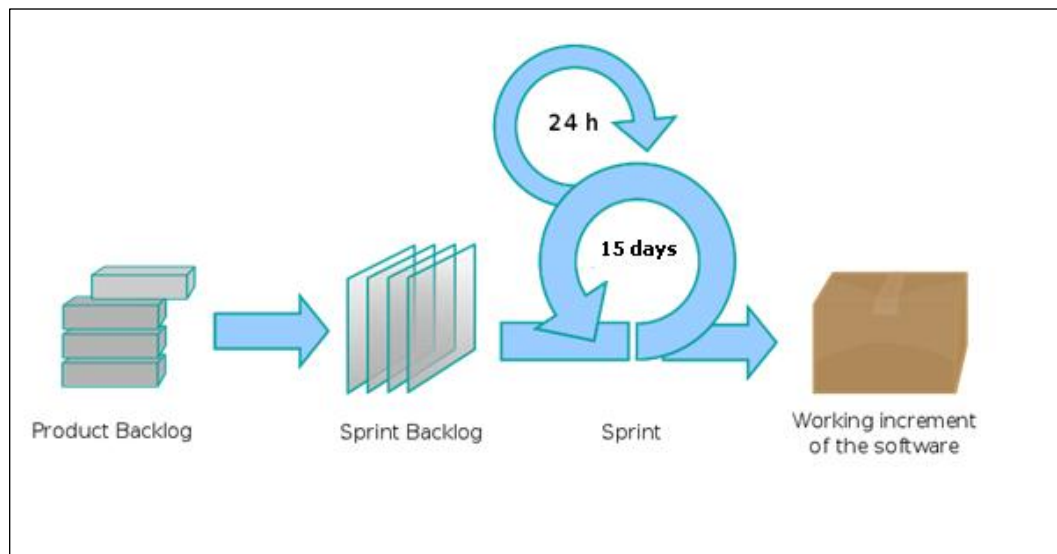 24 h
15 days
Product Backlog
Sprint Backlog
Sprint
Working increment
of the software